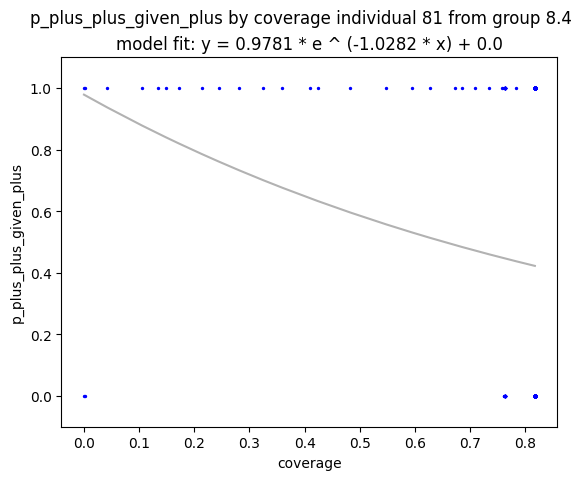 p_plus_plus_given_plus by coverage individual 81 from group 8.4
model fit: y = 0.9781 * e ^ (-1.0282 * x) + 0.0
p_plus_plus_given_plus
1.0
0.8
0.6
0.4
0.2
0.0
0.0 0.1 0.2 0.3 0.4 0.5 0.6 0.7 0.8
coverage